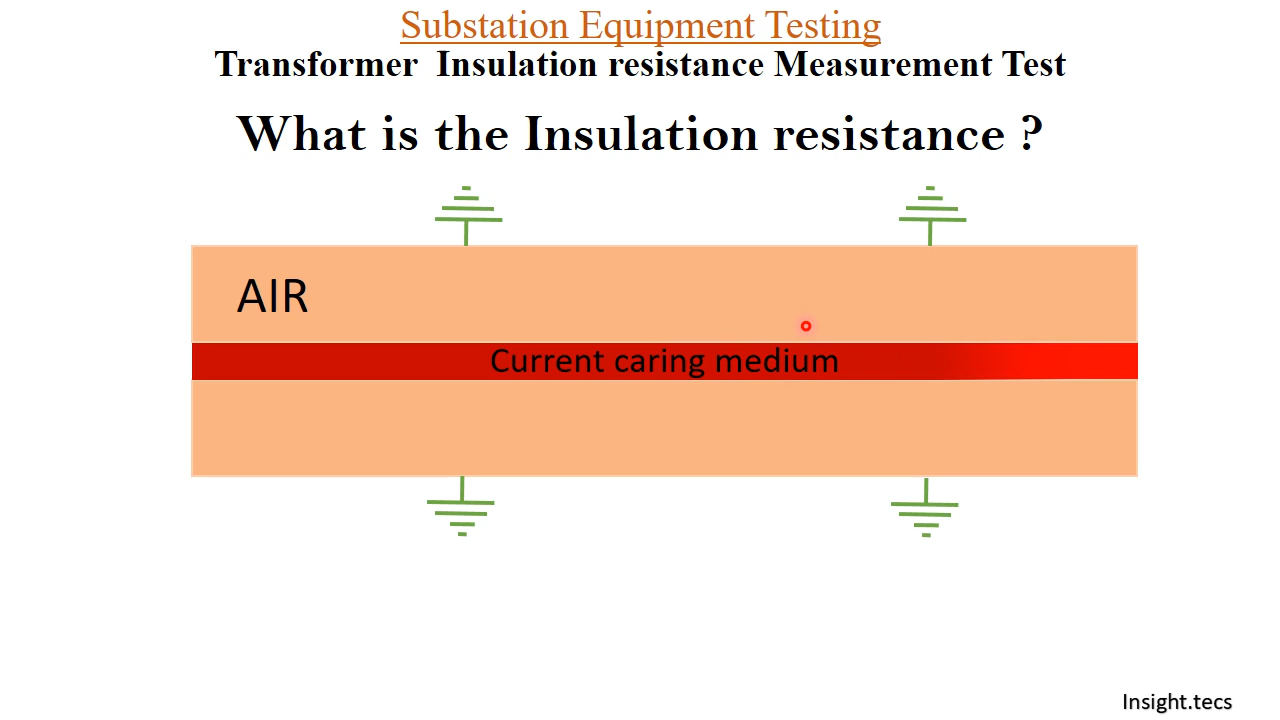 Substation Equipment Testing
Transformer Insulation resistance Measurement Test
What is the Insulation resistance ?
AIR
Current caring medium
Insight.tecs